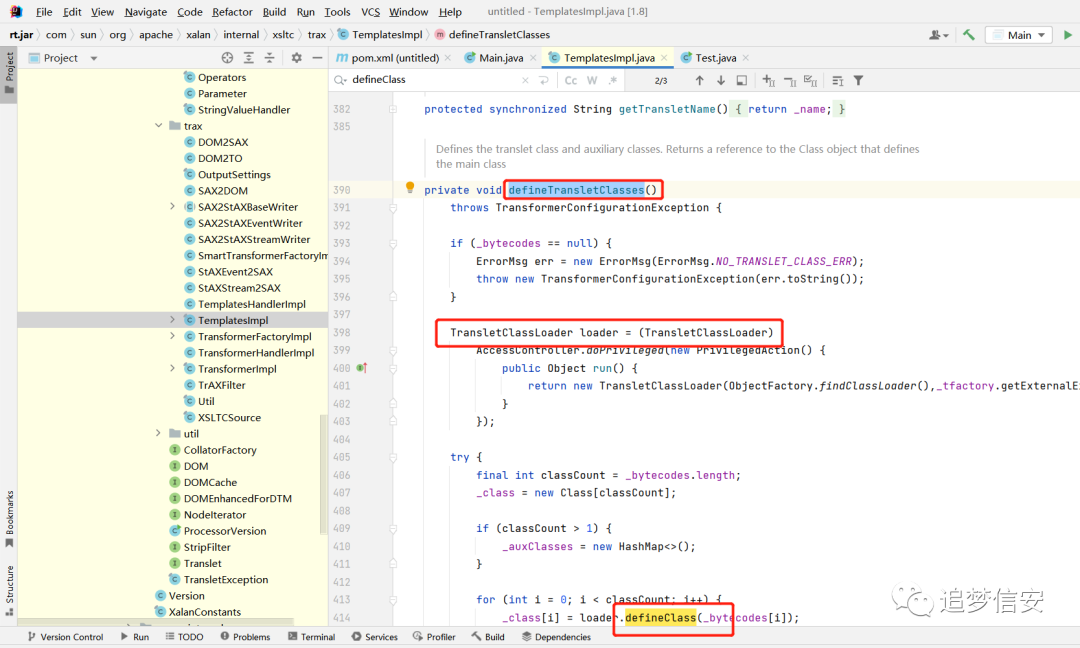 File Edit View Navigate Code Refactor Build Run Tools VCS Window Help untitled - TemplatesImpl.java [1.8]
rt.jar com sun org apache xalan internal xsltc trax TemplatesImpl defineTransletClasses Main
Project pom.xml (untitled) Main.java TemplatesImpl.java Test.java
defineClass Cc W .* 2/3
Project
Bookmarks
Structure
Operators
Parameter
StringValueHandler
trax
DOM2SAX
DOM2TO
OutputSettings
SAX2DOM
SAX2StAXBaseWriter
SAX2StAXEventWriter
SAX2StAXStreamWriter
SmartTransformerFactoryIm
StAXEvent2SAX
StAXStream2SAX
TemplatesHandlerImpl
TemplatesImpl
TransformerFactoryImpl
TransformerHandlerImpl
TransformerImpl
TrAXFilter
Util
XSLTCSource
util
CollatorFactory
DOM
DOMCache
DOMEnhancedForDTM
NodeIterator
ProcessorVersion
StripFilter
Translet
TransletException
Version
XalanConstants
382 protected synchronized String getTransletName() { return _name; }
385
Defines the translet class and auxiliary classes. Returns a reference to the Class object that defines
the main class
390 private void defineTransletClasses()
391 throws TransformerConfigurationException {
392
393 if (_bytecodes == null) {
394 ErrorMsg err = new ErrorMsg(ErrorMsg.NO_TRANSLET_CLASS_ERR);
395 throw new TransformerConfigurationException(err.toString());
396 }
397
398 TransletClassLoader loader = (TransletClassLoader)
399 AccessController.doPrivileged(new PrivilegedAction() {
400 public Object run() {
401 return new TransletClassLoader(ObjectFactory.findClassLoader(),_tfactory.getExternalE
402 }
403 });
404
405 try {
406 final int classCount = _bytecodes.length;
407 _class = new Class[classCount];
408
409 if (classCount > 1) {
410 _auxClasses = new HashMap<>();
411 }
412
413 for (int i = 0; i < classCount; i++) {
414 _class[i] = loader.defineClass(_bytecodes[i]);
追梦信安
Version Control Run TODO Problems Terminal Services Profiler Build Dependencies